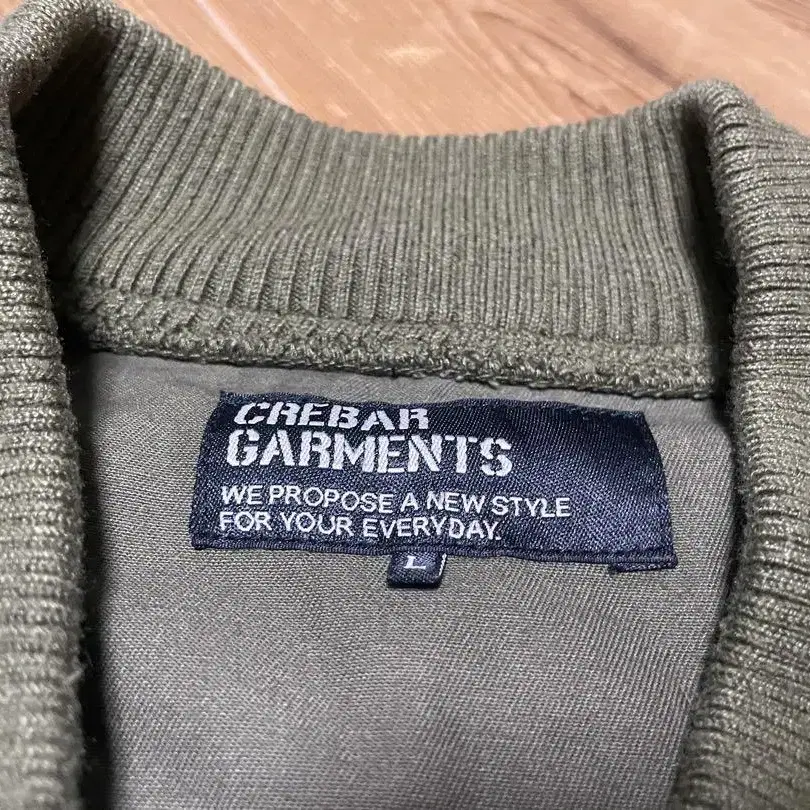 CREBAR
GARMENTS
WE PROPOSE A NEW STYLE
FOR YOUR EVERYDAY.
L